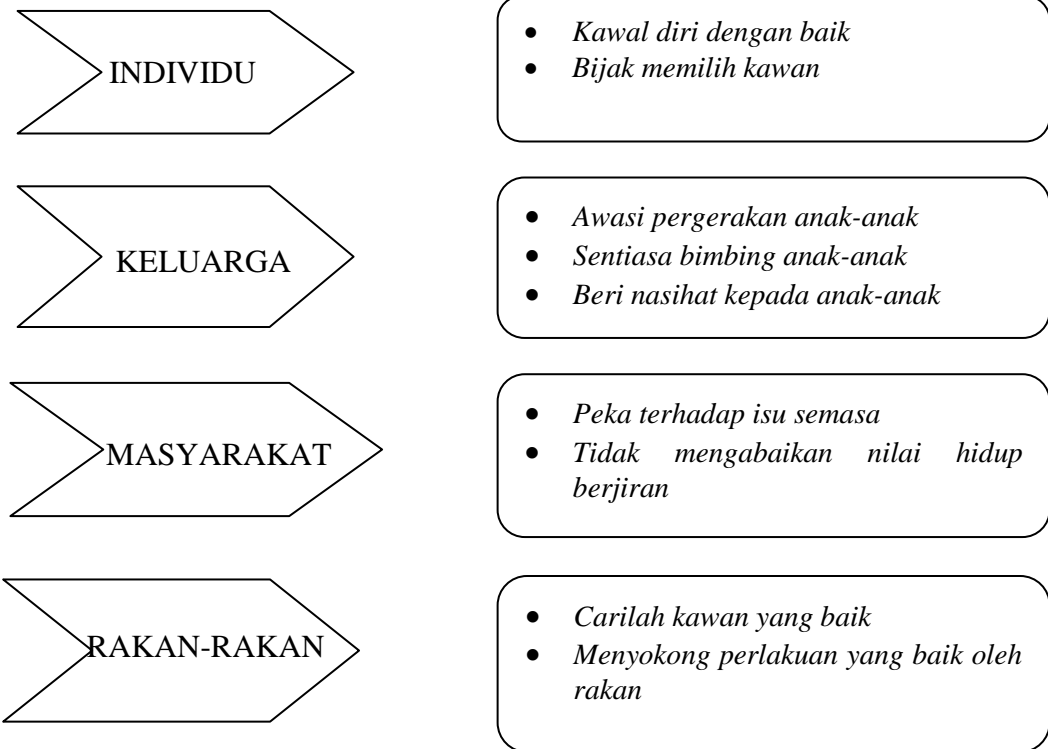 INDIVIDU
• Kawal diri dengan baik
• Bijak memilih kawan
KELUARGA
• Awasi pergerakan anak-anak
• Sentiasa bimbing anak-anak
• Beri nasihat kepada anak-anak
MASYARAKAT
• Peka terhadap isu semasa
• Tidak mengabaikan nilai hidup
berjiran
RAKAN-RAKAN
• Carilah kawan yang baik
• Menyokong perlakuan yang baik oleh
rakan